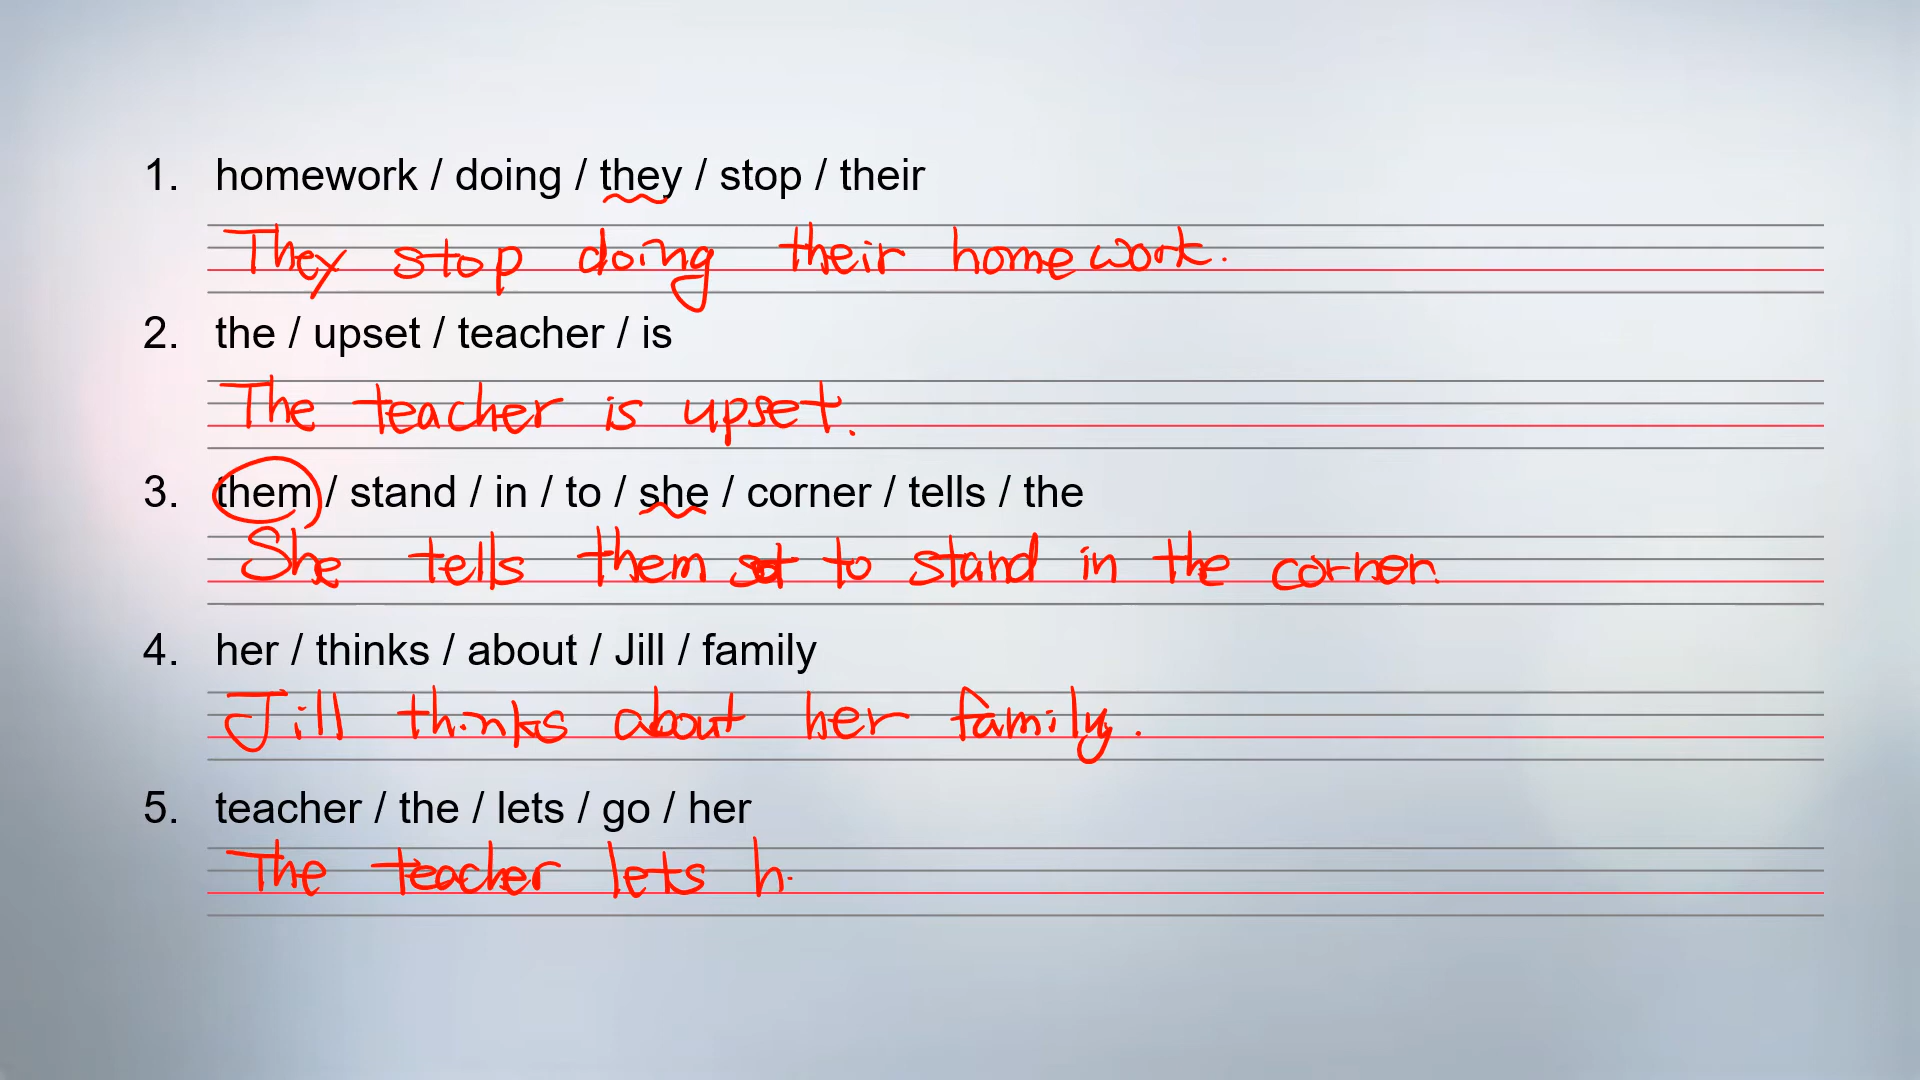 1. homework / doing / they / stop / their
They stop doing their homework.
2. the / upset / teacher / is
The teacher is upset.
3. them / stand / in / to / she / corner / tells / the
She tells them to stand in the corner.
4. her / thinks / about / Jill / family
Jill thinks about her family.
5. teacher / the / lets / go / her
The teacher lets h